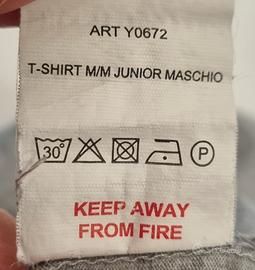 ART Y0672
T-SHIRT M/M JUNIOR MASCHIO
30° P
KEEP AWAY
FROM FIRE